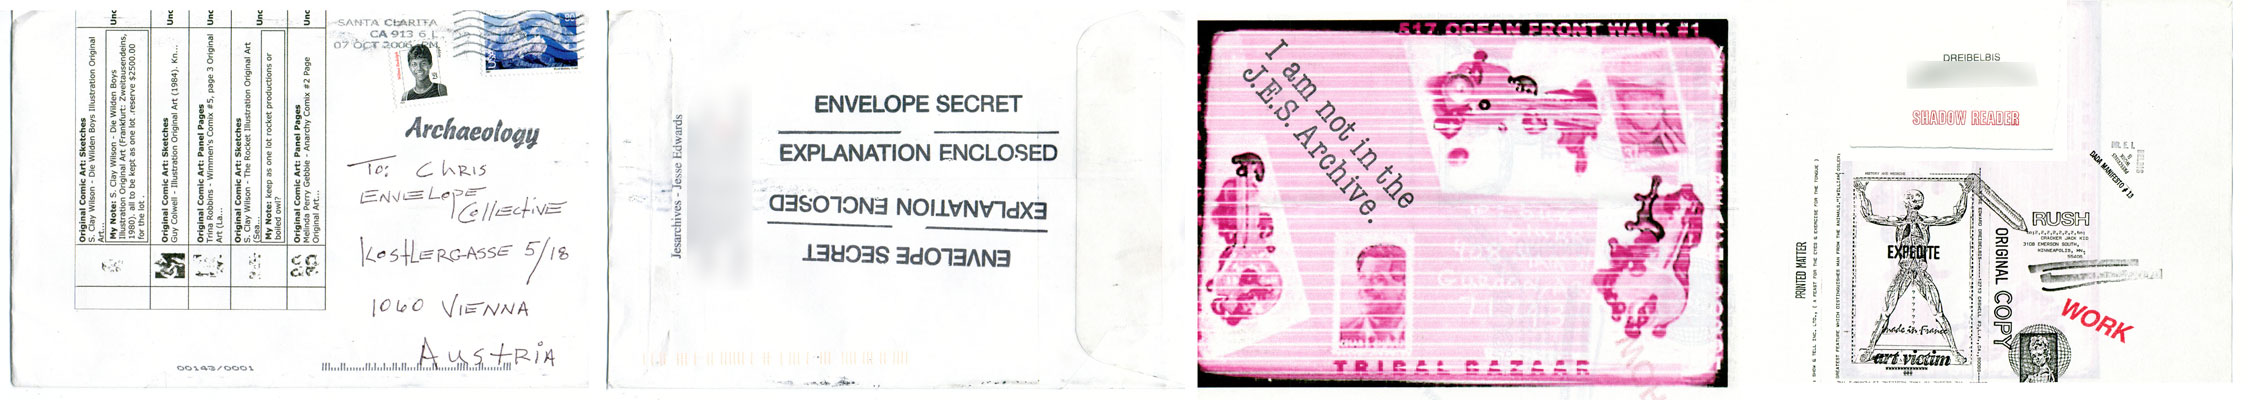 Original Comic Art: Sketches
S. Clay Wilson - Die Wilden Boys Illustration Original
Art...
My Note: S. Clay Wilson - Die Wilden Boys
Illustration Original Art (Frankfurt: Zweitausendeins,
1980). all to be kept as one lot .reserve $2500.00
for the lot .
Original Comic Art: Sketches
Guy Colwell - Illustration Original Art (1984). Kn...
Original Comic Art: Panel Pages
Trina Robbins - Wimmen's Comix #5, page 3 Original
Art (La...
Original Comic Art: Sketches
S. Clay Wilson - The Rocket Illustration Original Art
(Sea...
My Note: keep as one lot rocket productions or
boiled owl?
Original Comic Art: Panel Pages
Melinda Perry Gebbie - Anarchy Comix #2 Page
Original Art...
Unc
Unc
Unc
Unc
Unc
SANTA CLARITA
CA 913
07 OCT 2006 PM
USA
Archaeology
To: Chris
Envelope
Collective
Kostlergasse 5/18
1060 Vienna
Austria
00143/0001
Jesarchives - Jesse Edwards
ENVELOPE SECRET
EXPLANATION ENCLOSED
EXPLANATION ENCLOSED
ENVELOPE SECRET
517 OCEAN FRONT WALK #1
I am not in the
J.E.S. Archive.
TRIBAL BAZAAR
DREIBELBIS
SHADOW READER
DADA MANIFESTO # 13
PRINTED MATTER
HISTORY AND MEDICINE
EXPEDITE
made in France
art victim
ORIGINAL COPY
RUSH
CRACKER JACK KID
3108 EMERSON SOUTH,
MINNEAPOLIS, MN.
55408
WORK